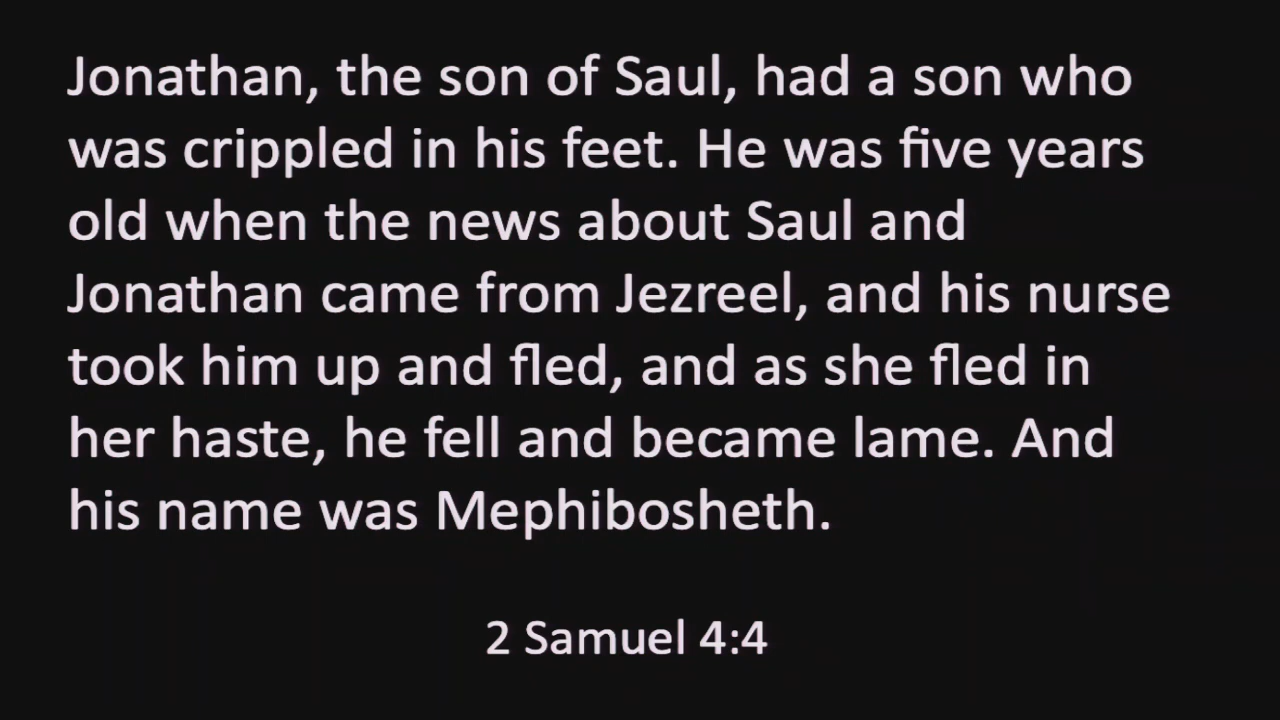 Jonathan, the son of Saul, had a son who
was crippled in his feet. He was five years
old when the news about Saul and
Jonathan came from Jezreel, and his nurse
took him up and fled, and as she fled in
her haste, he fell and became lame. And
his name was Mephibosheth.
2 Samuel 4:4